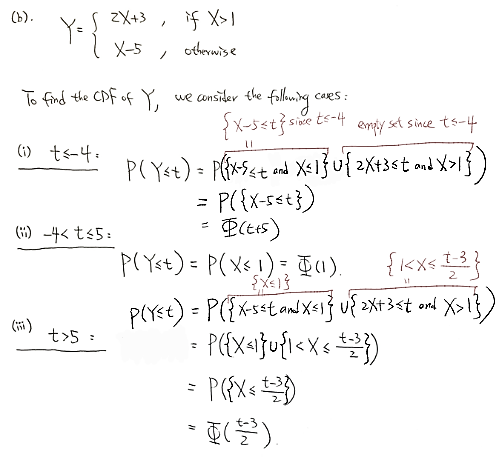 (b). Y = { 2X+3 , if X>1
X-5 , otherwise
To find the CDF of Y, we consider the following cases:
{X-5≤t} since t≤-4 empty set since t≤-4
(i) t≤-4: P(Y≤t) = P({X-5≤t and X≤1} ∪ {2X+3≤t and X>1})
= P({X-5≤t})
= Φ(t+5)
(ii) -4<t≤5:
P(Y≤t) = P(X≤1) = Φ(1).
{X≤1} {1<X≤(t-3)/2}
(iii) t>5: P(Y≤t) = P({X-5≤t and X≤1} ∪ {2X+3≤t and X>1})
= P({X≤1}∪{1<X≤(t-3)/2})
= P({X≤(t-3)/2})
= Φ((t-3)/2).